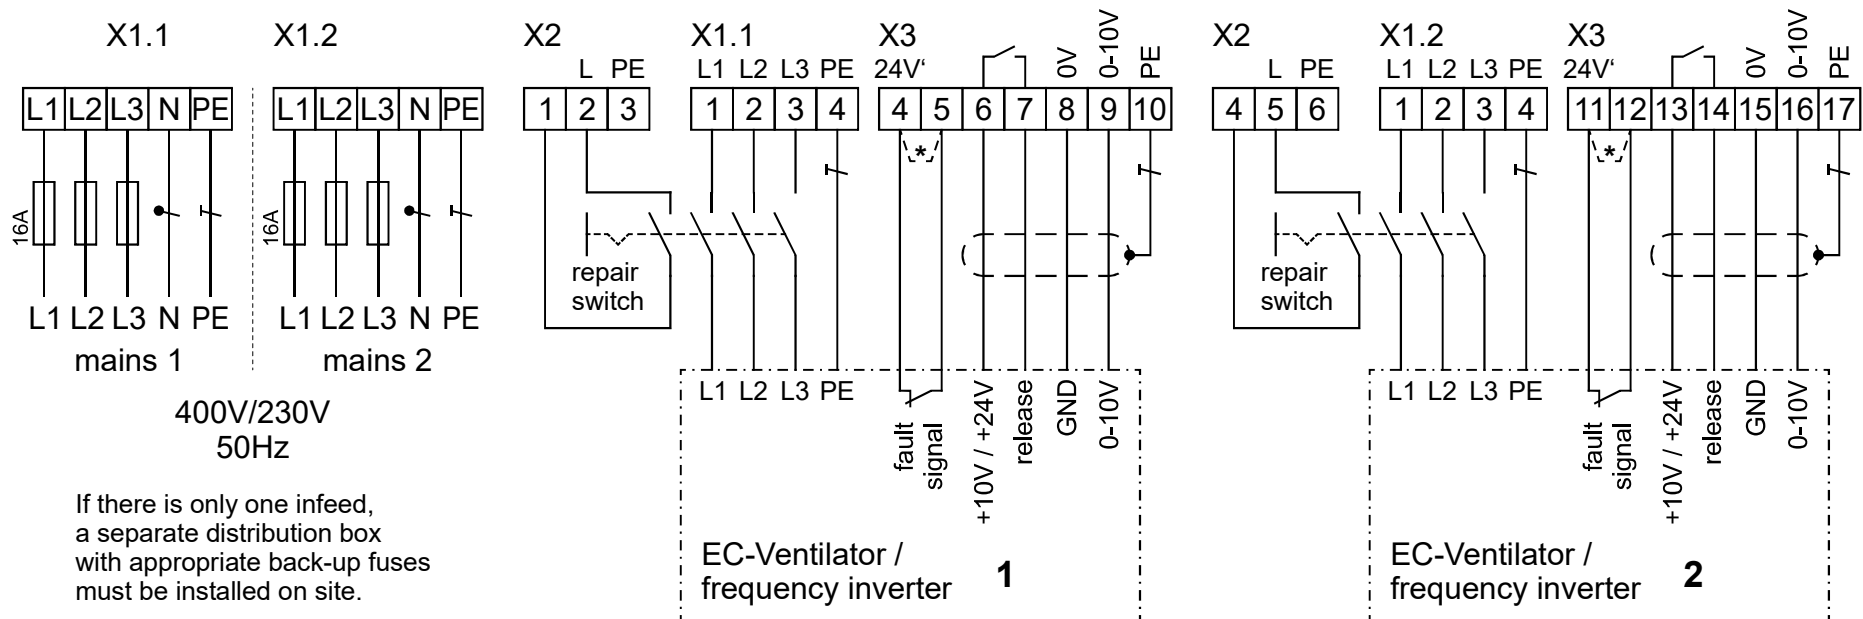 X1.1 X1.2 X2 X1.1 X3 X2 X1.2 X3
L PE L1 L2 L3 PE 24V‘ 0V 0-10V PE L PE L1 L2 L3 PE 24V‘ 0V 0-10V PE
L1 L2 L3 N PE L1 L2 L3 N PE 1 2 3 1 2 3 4 4 5 6 7 8 9 10 4 5 6 1 2 3 4 11 12 13 14 15 16 17
* *
16A 16A
repair
switch
repair
switch
L1 L2 L3 N PE L1 L2 L3 N PE
mains 1 mains 2
400V/230V
50Hz
L1 L2 L3 PE
fault
signal
+10V / +24V
release
GND
0-10V
L1 L2 L3 PE
fault
signal
+10V / +24V
release
GND
0-10V
If there is only one infeed,
a separate distribution box
with appropriate back-up fuses
must be installed on site.
EC-Ventilator /
frequency inverter 1
EC-Ventilator /
frequency inverter 2